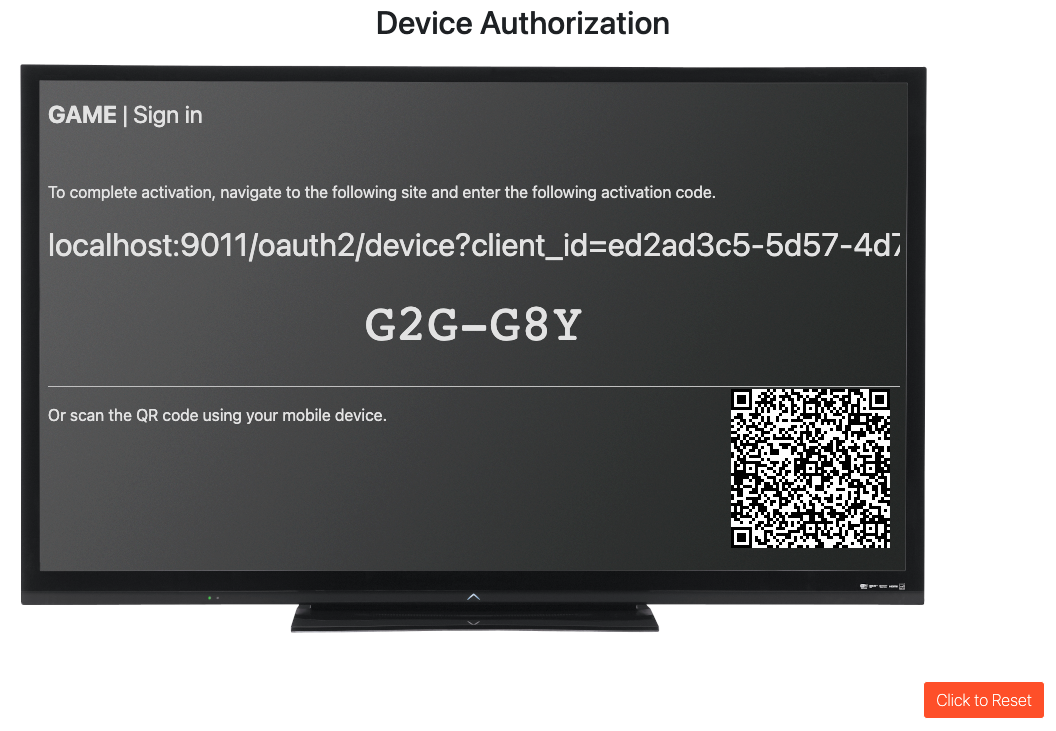 Device Authorization
GAME | Sign in
To complete activation, navigate to the following site and enter the following activation code.
localhost:9011/oauth2/device?client_id=ed2ad3c5-5d57-4d7
G2G-G8Y
Or scan the QR code using your mobile device.
Click to Reset